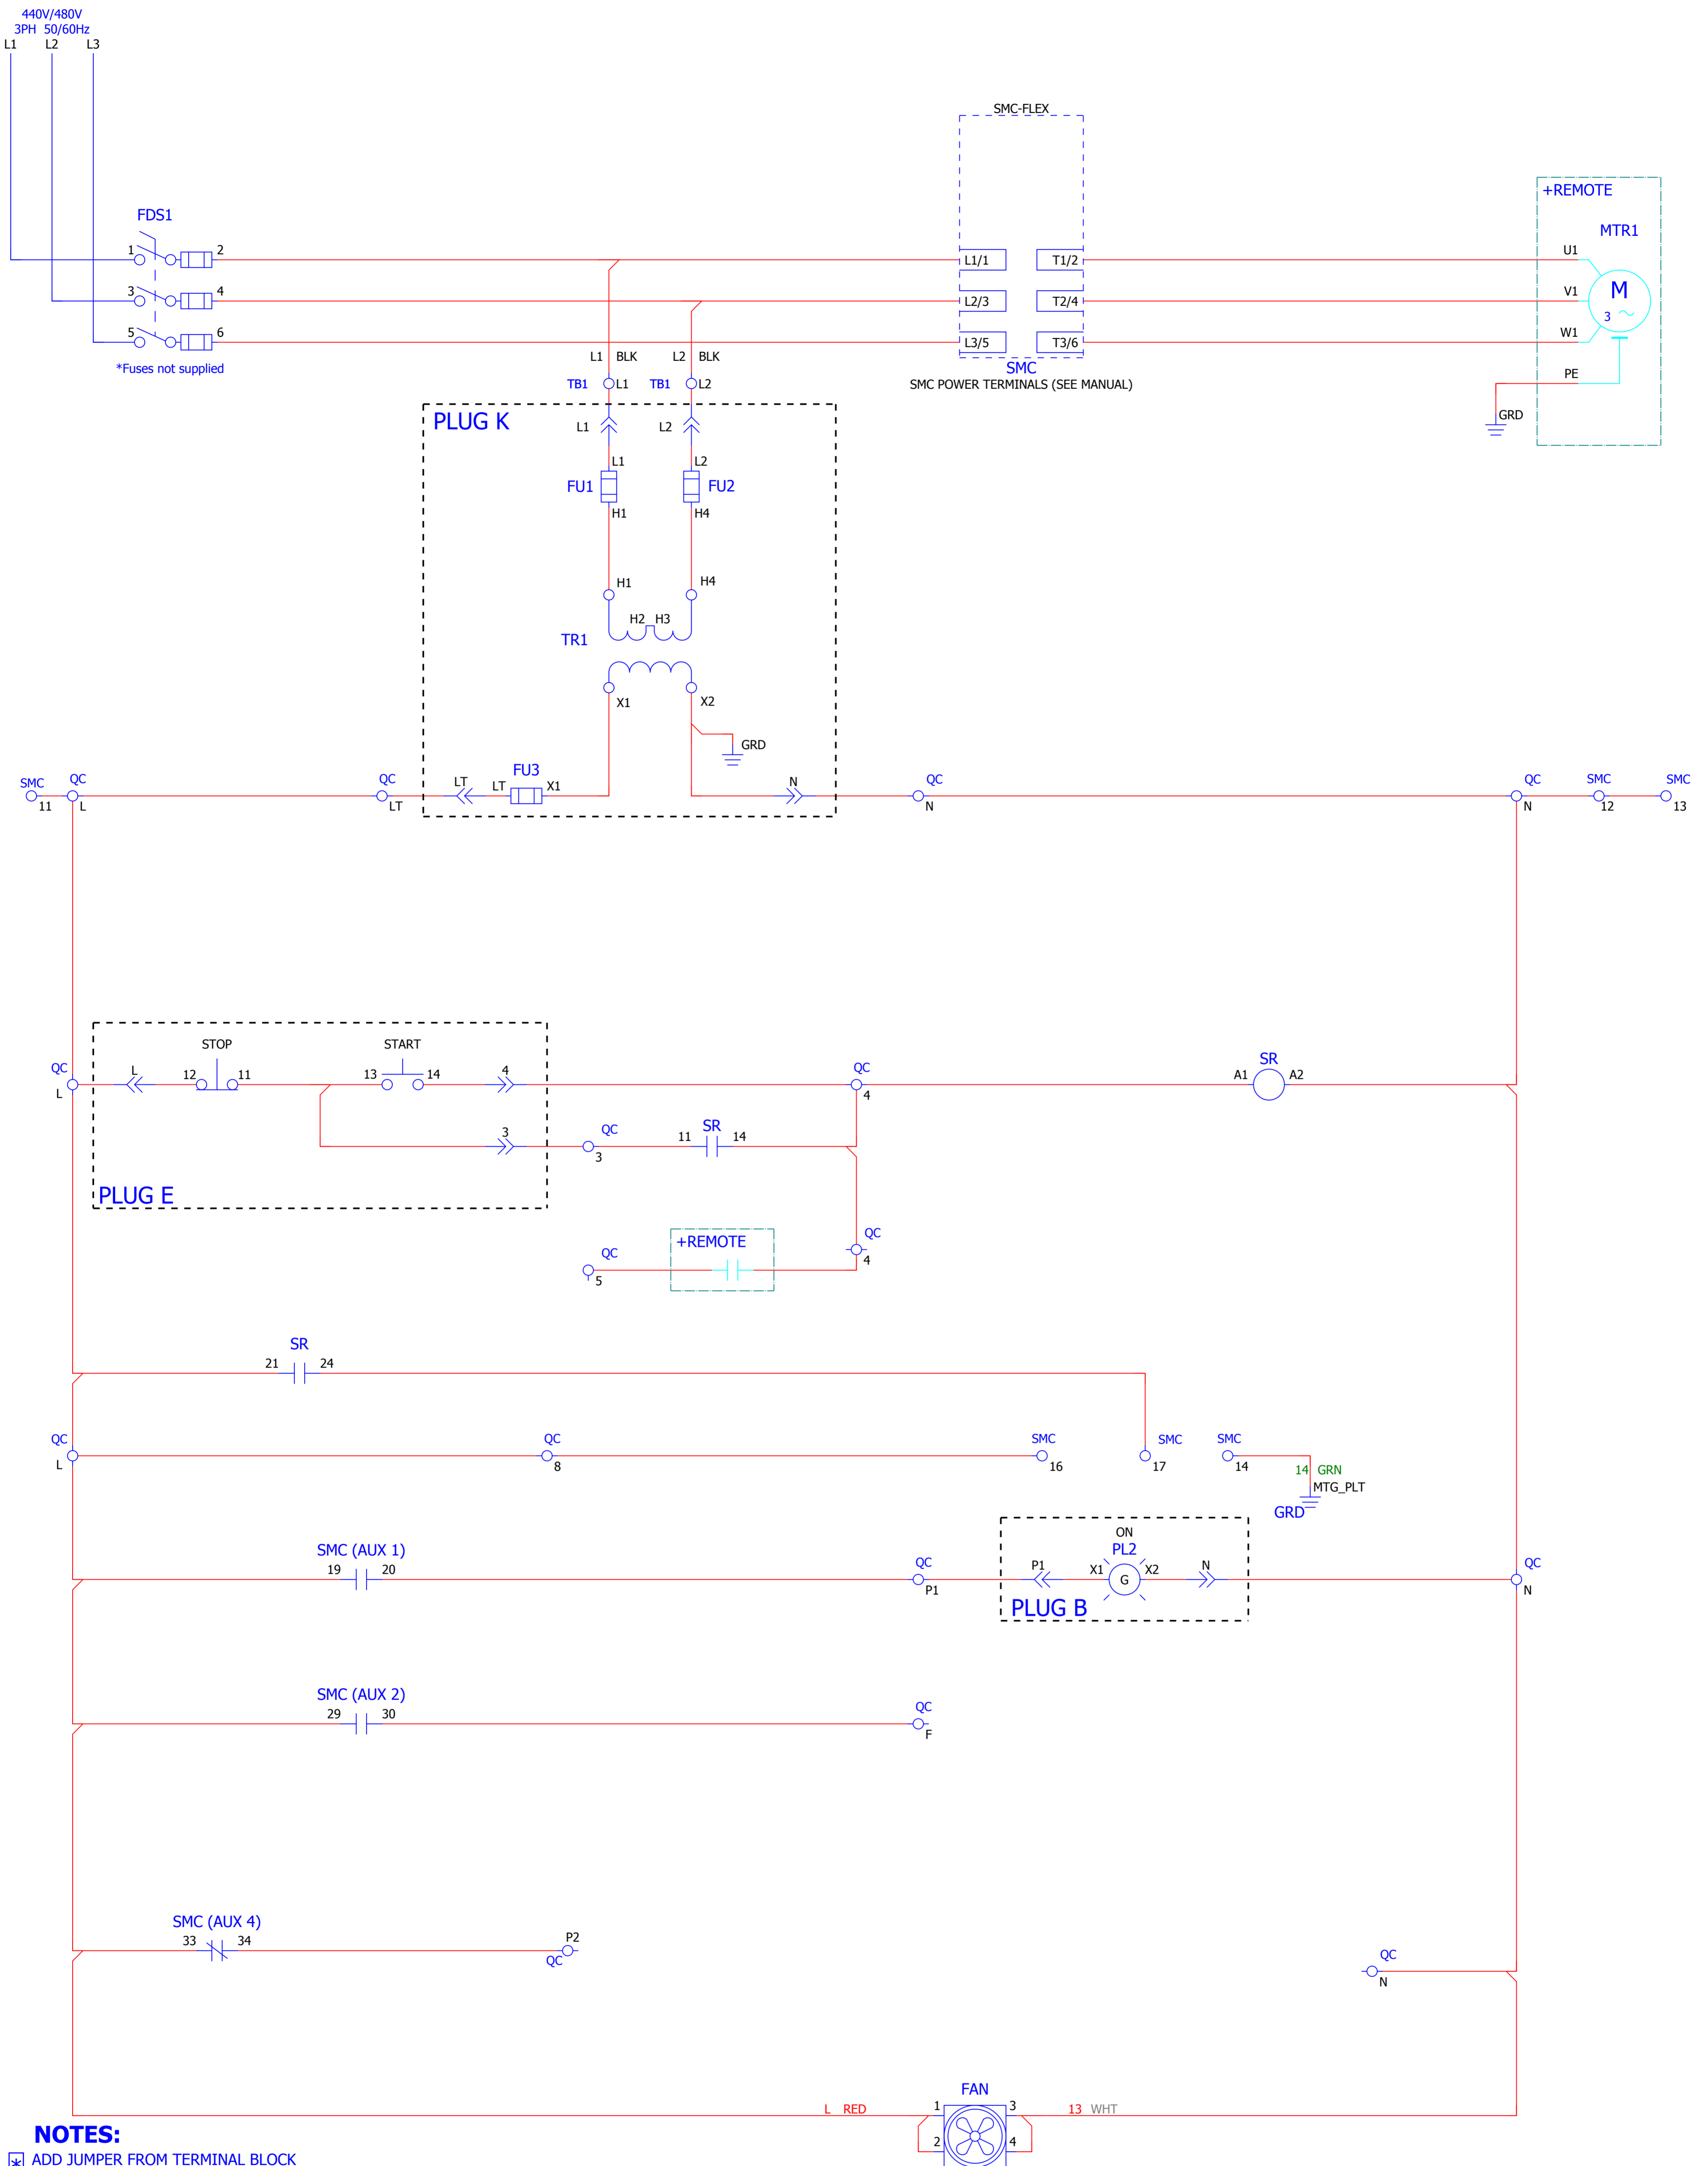 440V/480V
3PH 50/60Hz
L1 L2 L3
SMC-FLEX
+REMOTE
MTR1
FDS1
1 2
L1/1 T1/2
U1
3 4
L2/3 T2/4
V1
M
3
5 6
L3/5 T3/6
W1
*Fuses not supplied
L1 BLK L2 BLK
SMC
SMC POWER TERMINALS (SEE MANUAL)
PE
GRD
TB1 L1 TB1 L2
PLUG K
L1 L2
L1 L2
FU1 FU2
H1 H4
H1 H4
H2 H3
TR1
X1 X2
GRD
SMC QC QC LT LT FU3 X1 N QC QC SMC SMC
11 L LT N N 12 13
STOP START
QC L 12 11 13 14 4 QC SR
L 4 A1 A2
3 QC 11 SR 14
3
PLUG E
+REMOTE
QC QC
5 4
SR
21 24
QC QC SMC SMC SMC
L 8 16 17 14
14 GRN
MTG_PLT
GRD
ON
SMC (AUX 1) PL2
19 20 QC P1 X1 G X2 N QC
P1 N
PLUG B
SMC (AUX 2)
29 30 QC
F
SMC (AUX 4)
33 34 P2
QC
QC
N
FAN
L RED 1 3 13 WHT
2 4
NOTES:
* ADD JUMPER FROM TERMINAL BLOCK